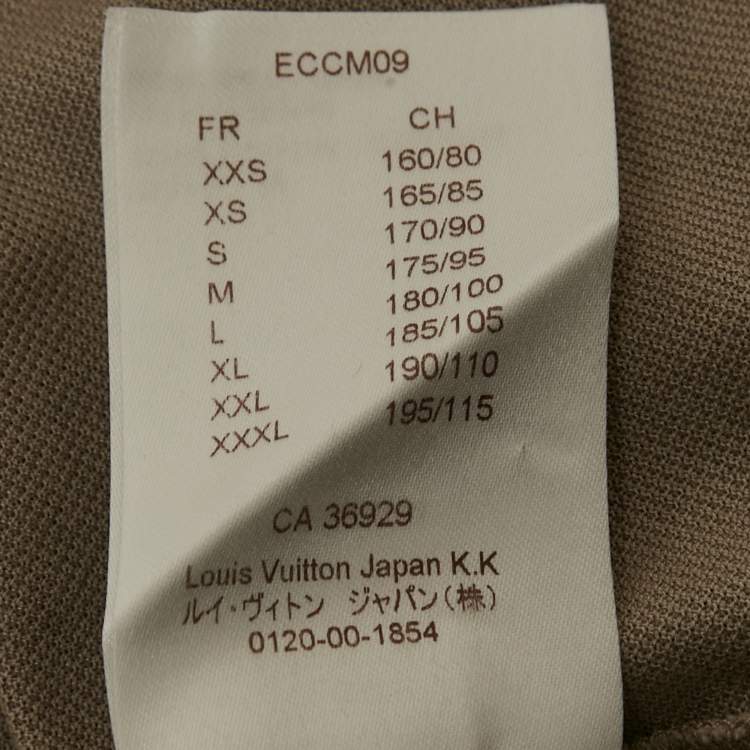 ECCM09
FR CH
XXS 160/80
XS 165/85
S 170/90
M 175/95
L 180/100
XL 185/105
XXL 190/110
XXXL 195/115
CA 36929
Louis Vuitton Japan K.K
ルイ・ヴィトン ジャパン(株)
0120-00-1854